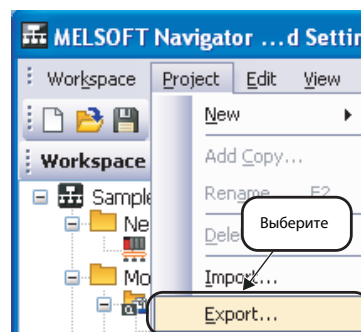 MELSOFT Navigator ...d Settin
Workspace Project Edit View
New
Workspace Add Copy...
Sample Rename F2
Ne Выберите
Dele
Mo Import...
Export...